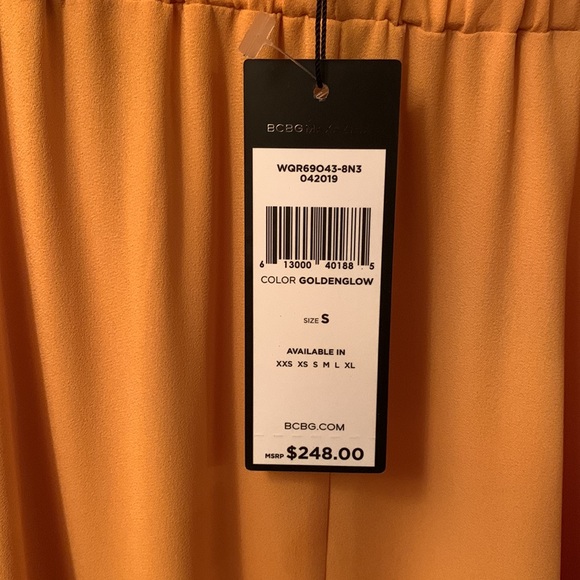 BCBG
WQR69O43-8N3
042019
6 13000 40188 5
COLOR GOLDENGLOW
SIZE S
AVAILABLE IN
XXS XS S M L XL
BCBG.COM
MSRP $248.00